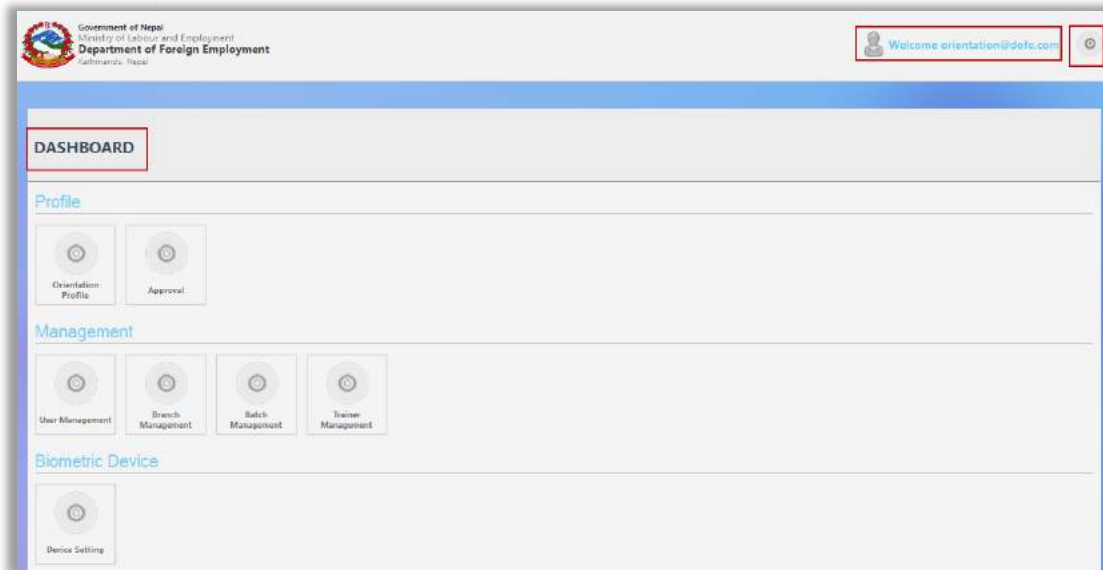 Government of Nepal
Ministry of Labour and Employment
Department of Foreign Employment
Kathmandu, Nepal
Welcome orientation@dofe.com
DASHBOARD
Profile
Orientation
Profile
Approval
Management
User Management
Branch
Management
Batch
Management
Trainer
Management
Biometric Device
Device Setting